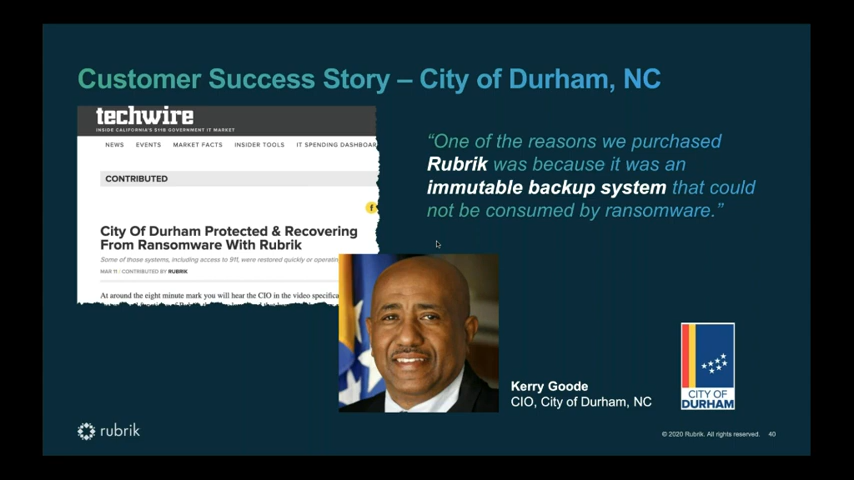 Customer Success Story – City of Durham, NC
techwire
INSIDE CALIFORNIA'S $11B GOVERNMENT IT MARKET
NEWS EVENTS MARKET FACTS INSIDER TOOLS IT SPENDING DASHBOAR
CONTRIBUTED
f
City Of Durham Protected & Recovering
From Ransomware With Rubrik
Some of those systems, including access to 911, were restored quickly or
MAR 11 / CONTRIBUTED BY RUBRIK
At around the eight minute mark you will hear the CIO in the video
“One of the reasons we purchased
Rubrik was because it was an
immutable backup system that could
not be consumed by ransomware.”
Kerry Goode
CIO, City of Durham, NC
CITY OF
DURHAM
rubrik
© 2020 Rubrik. All rights reserved. 40